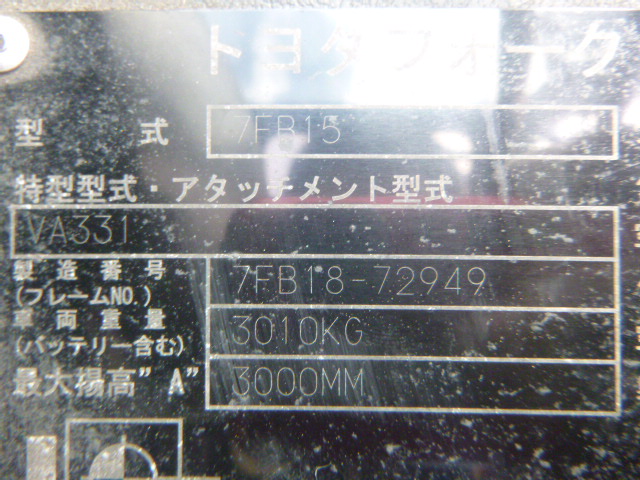 トヨタフォーク
型式 7FB15
特型型式・アタッチメント型式
VA331
製造番号 7FB18-72949
(フレームNO.)
車両重量 3010KG
(バッテリー含む)
最大揚高"A" 3000MM